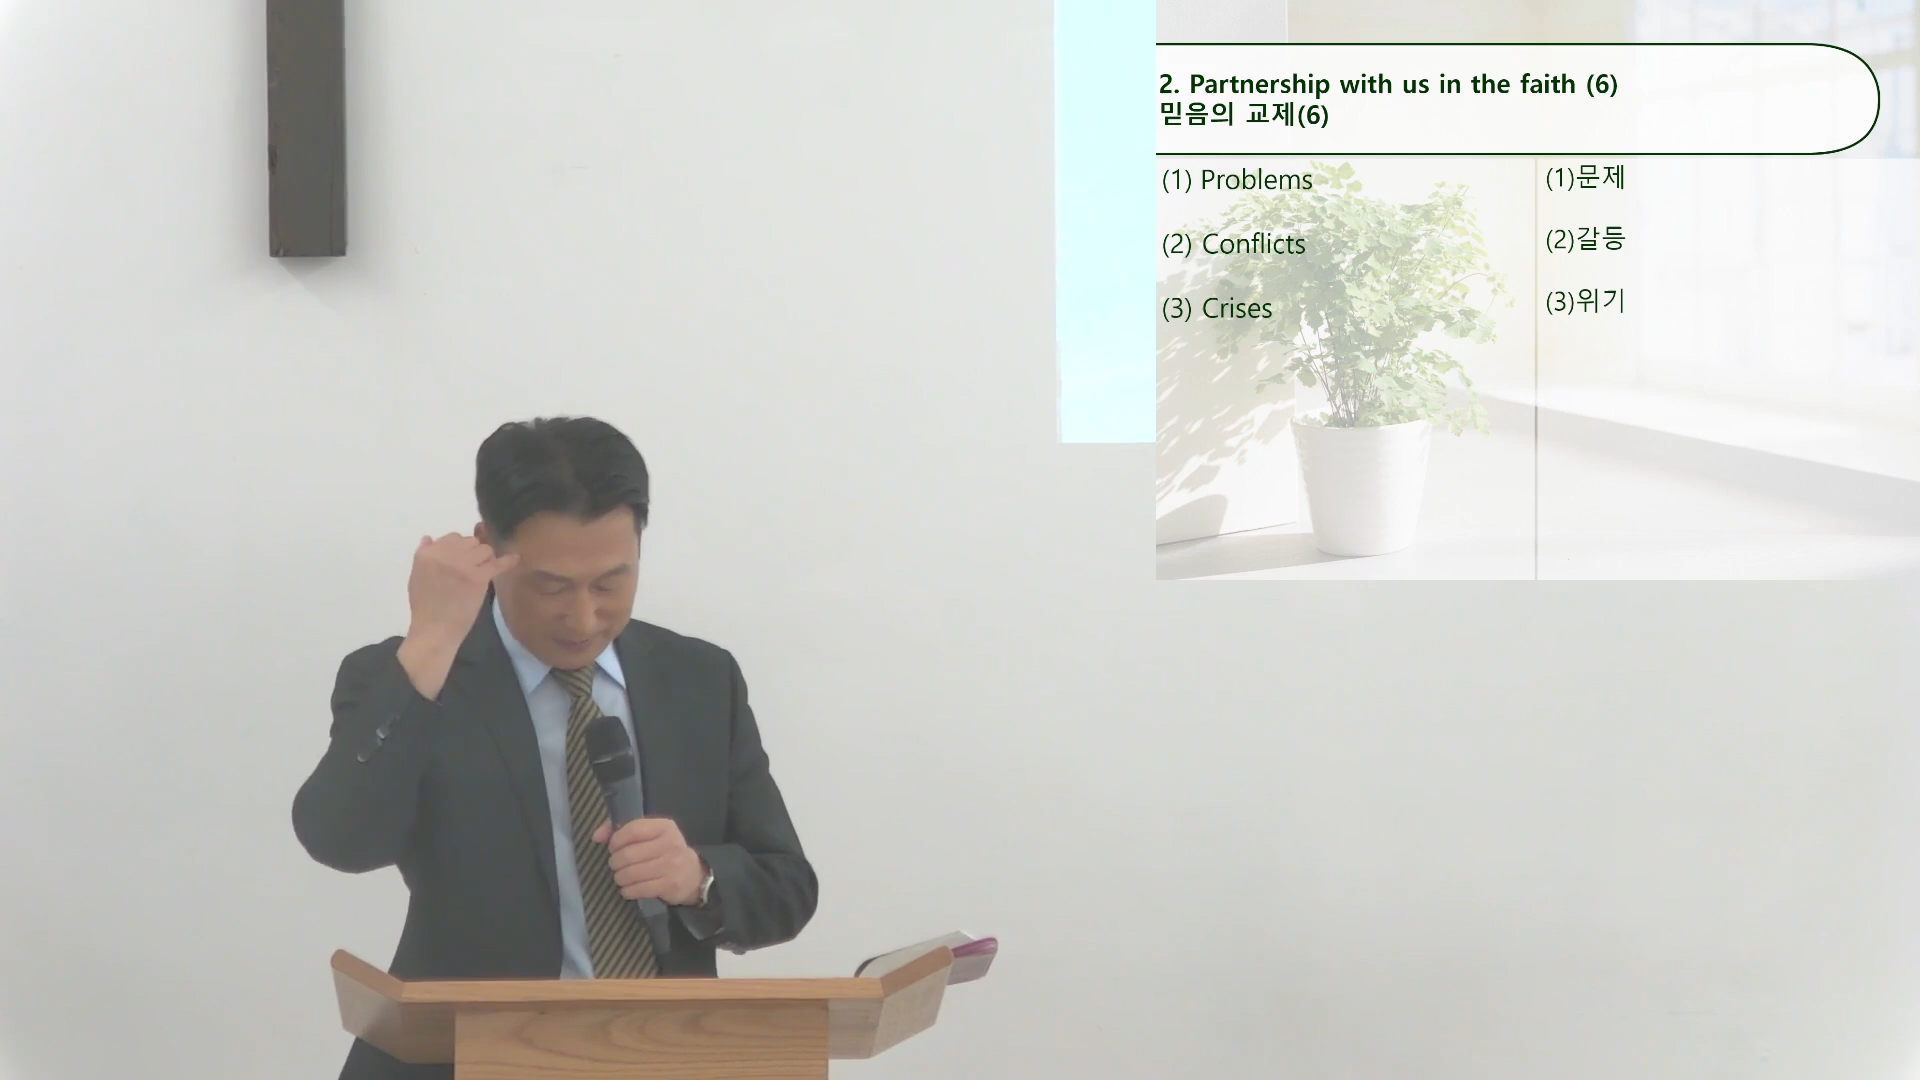 2. Partnership with us in the faith (6)
믿음의 교제(6)
(1) Problems
(2) Conflicts
(3) Crises
(1)문제
(2)갈등
(3)위기